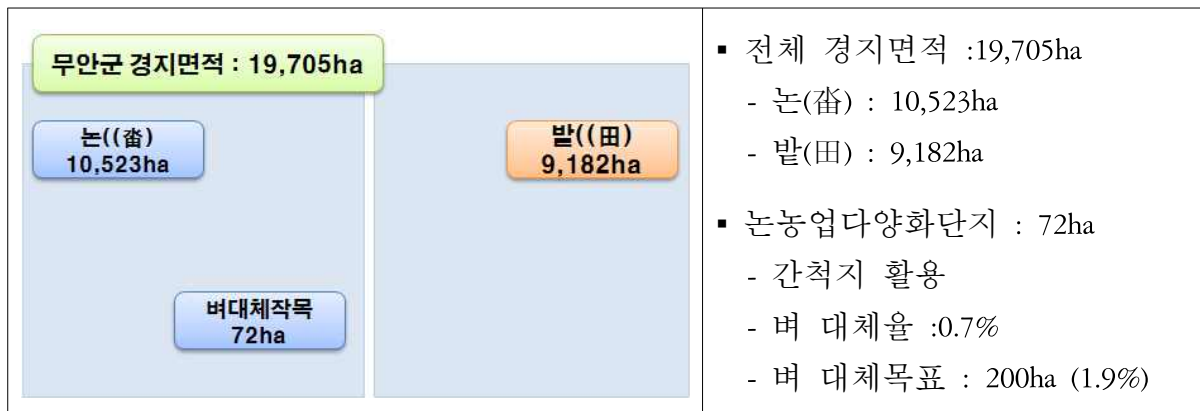 무안군 경지면적 : 19,705ha
논((畓)
10,523ha
밭((田)
9,182ha
벼대체작목
72ha
▪ 전체 경지면적 :19,705ha
- 논(畓) : 10,523ha
- 밭(田) : 9,182ha
▪ 논농업다양화단지 : 72ha
- 간척지 활용
- 벼 대체율 :0.7%
- 벼 대체목표 : 200ha (1.9%)